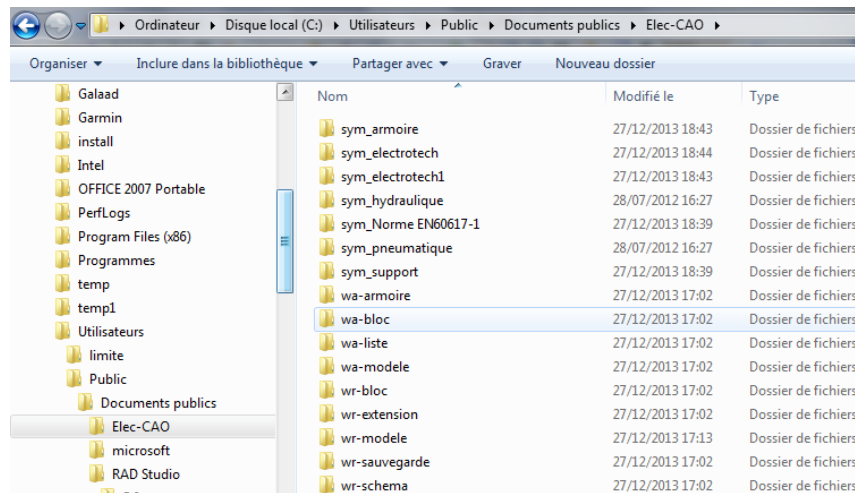 Ordinateur Disque local (C:) Utilisateurs Public Documents publics Elec-CAO
Organiser Inclure dans la bibliothèque Partager avec Graver Nouveau dossier
Galaad
Garmin
install
Intel
OFFICE 2007 Portable
PerfLogs
Program Files (x86)
Programmes
temp
temp1
Utilisateurs
limite
Public
Documents publics
Elec-CAO
microsoft
RAD Studio
Nom Modifié le Type
sym_armoire 27/12/2013 18:43 Dossier de fichiers
sym_electrotech 27/12/2013 18:44 Dossier de fichiers
sym_electrotech1 27/12/2013 18:43 Dossier de fichiers
sym_hydraulique 28/07/2012 16:27 Dossier de fichiers
sym_Norme EN60617-1 27/12/2013 18:39 Dossier de fichiers
sym_pneumatique 28/07/2012 16:27 Dossier de fichiers
sym_support 27/12/2013 18:39 Dossier de fichiers
wa-armoire 27/12/2013 17:02 Dossier de fichiers
wa-bloc 27/12/2013 17:02 Dossier de fichiers
wa-liste 27/12/2013 17:02 Dossier de fichiers
wa-modele 27/12/2013 17:02 Dossier de fichiers
wr-bloc 27/12/2013 17:02 Dossier de fichiers
wr-extension 27/12/2013 17:02 Dossier de fichiers
wr-modele 27/12/2013 17:13 Dossier de fichiers
wr-sauvegarde 27/12/2013 17:02 Dossier de fichiers
wr-schema 27/12/2013 17:02 Dossier de fichiers